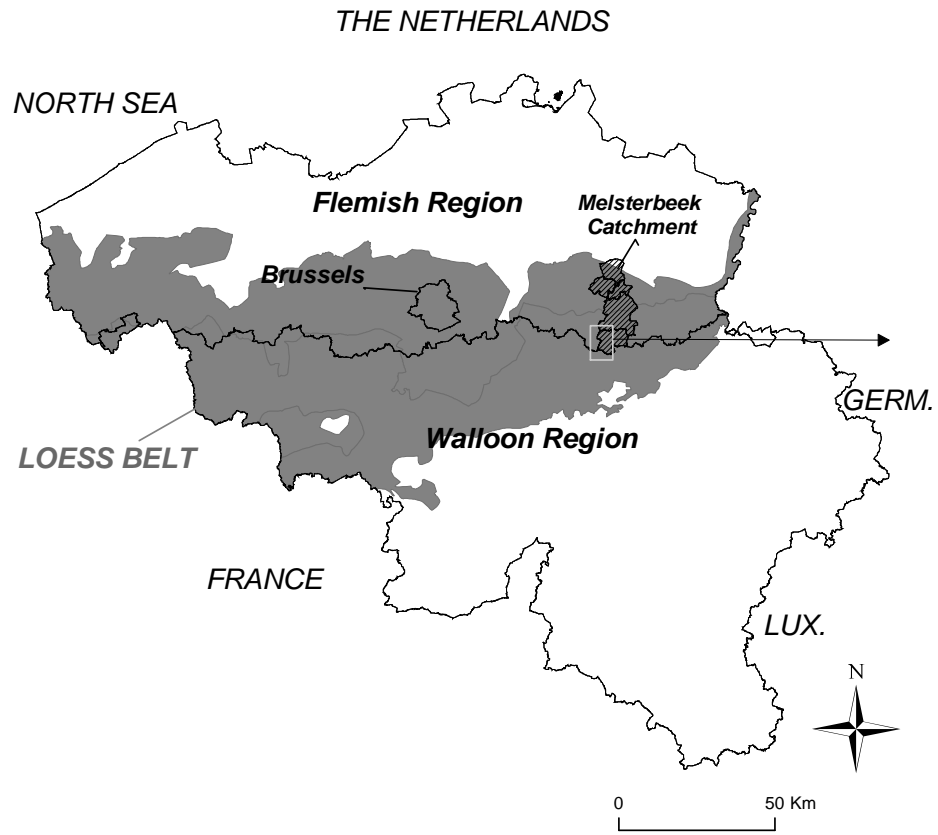 THE NETHERLANDS
NORTH SEA
Flemish Region
Melsterbeek
Catchment
Brussels
GERM.
Walloon Region
LOESS BELT
FRANCE
LUX.
N
0 50 Km